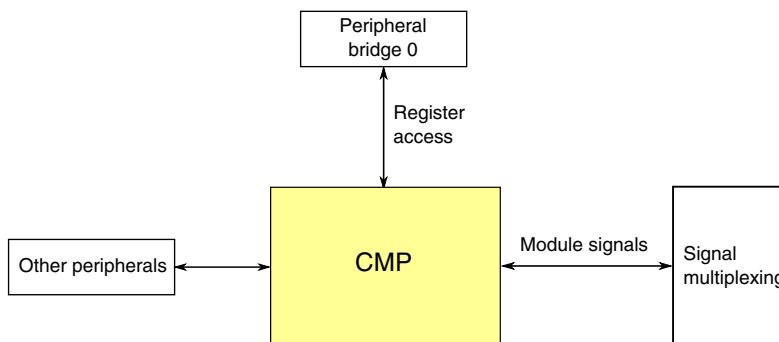 Peripheral
bridge 0
Register
access
Other peripherals
CMP
Module signals
Signal
multiplexing